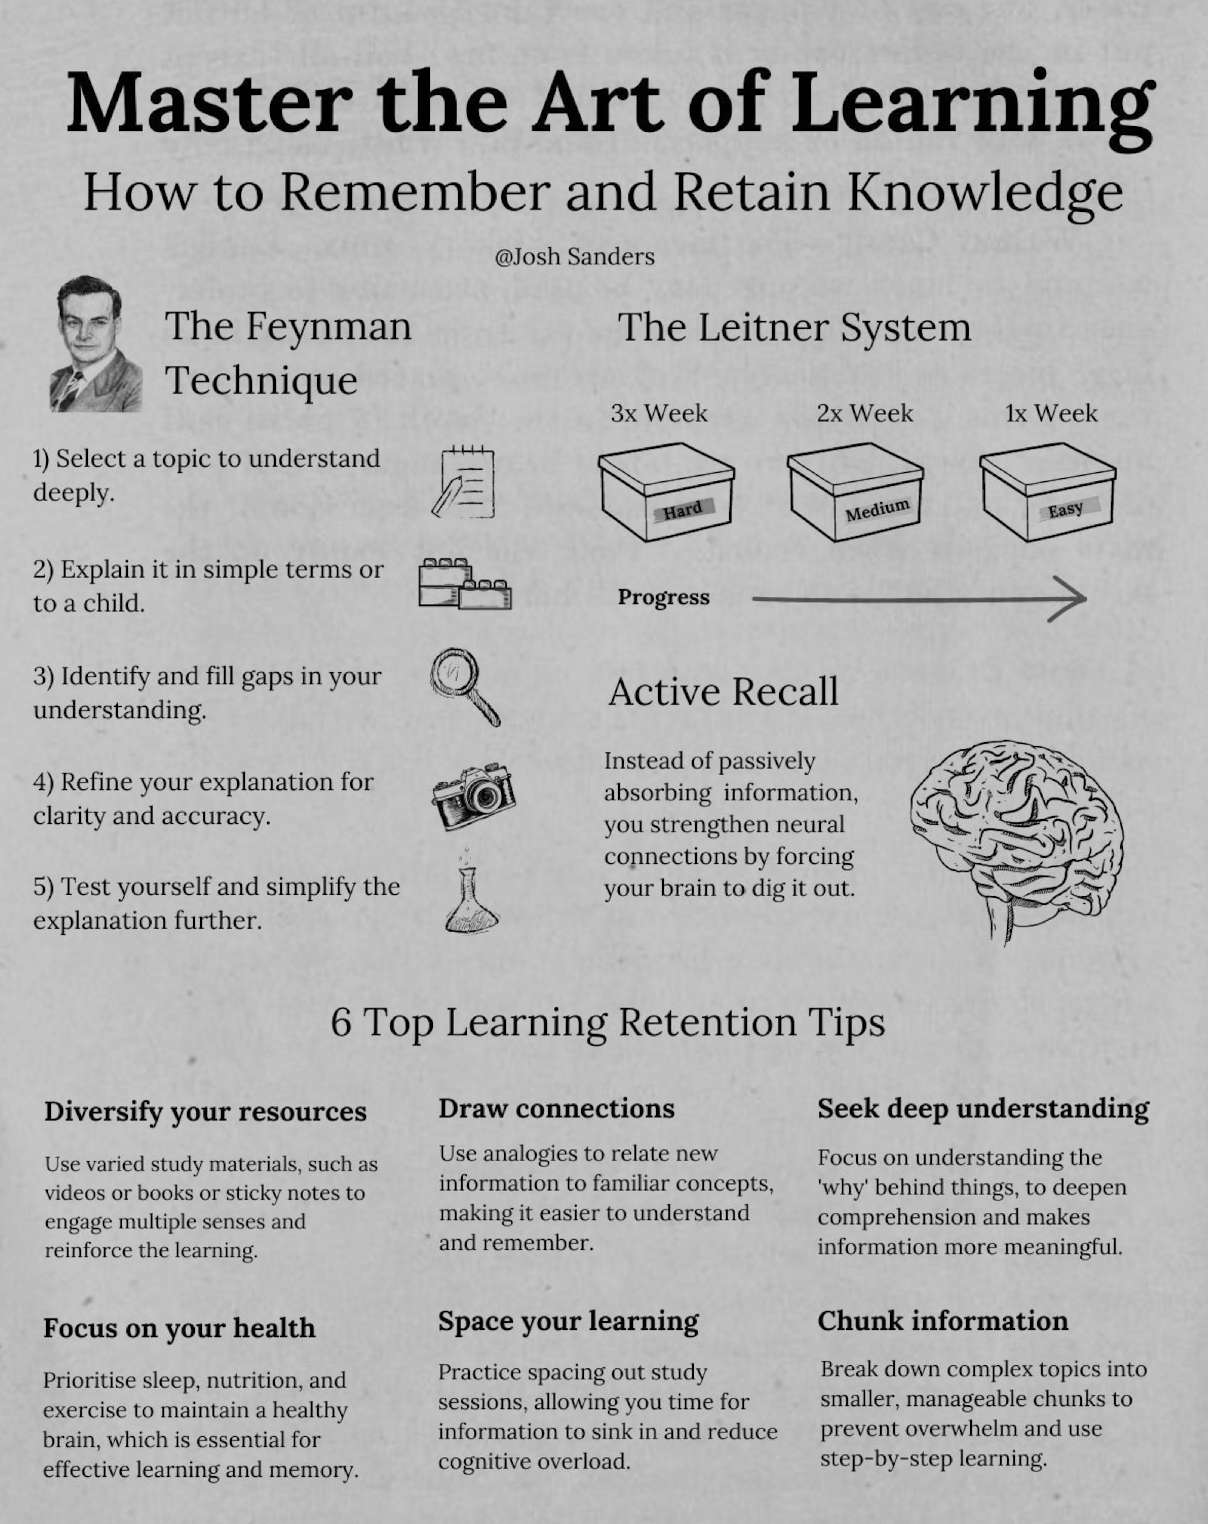 Master the Art of Learning
How to Remember and Retain Knowledge
@Josh Sanders
The Feynman
Technique
1) Select a topic to understand
deeply.
2) Explain it in simple terms or
to a child.
3) Identify and fill gaps in your
understanding.
4) Refine your explanation for
clarity and accuracy.
5) Test yourself and simplify the
explanation further.
The Leitner System
3x Week
2x Week
1x Week
Hard
Medium
Easy
Progress
Active Recall
Instead of passively
absorbing information,
you strengthen neural
connections by forcing
your brain to dig it out.
6 Top Learning Retention Tips
Diversify your resources
Use varied study materials, such as
videos or books or sticky notes to
engage multiple senses and
reinforce the learning.
Draw connections
Use analogies to relate new
information to familiar concepts,
making it easier to understand
and remember.
Seek deep understanding
Focus on understanding the
'why' behind things, to deepen
comprehension and makes
information more meaningful.
Focus on your health
Prioritise sleep, nutrition, and
exercise to maintain a healthy
brain, which is essential for
effective learning and memory.
Space your learning
Practice spacing out study
sessions, allowing you time for
information to sink in and reduce
cognitive overload.
Chunk information
Break down complex topics into
smaller, manageable chunks to
prevent overwhelm and use
step-by-step learning.